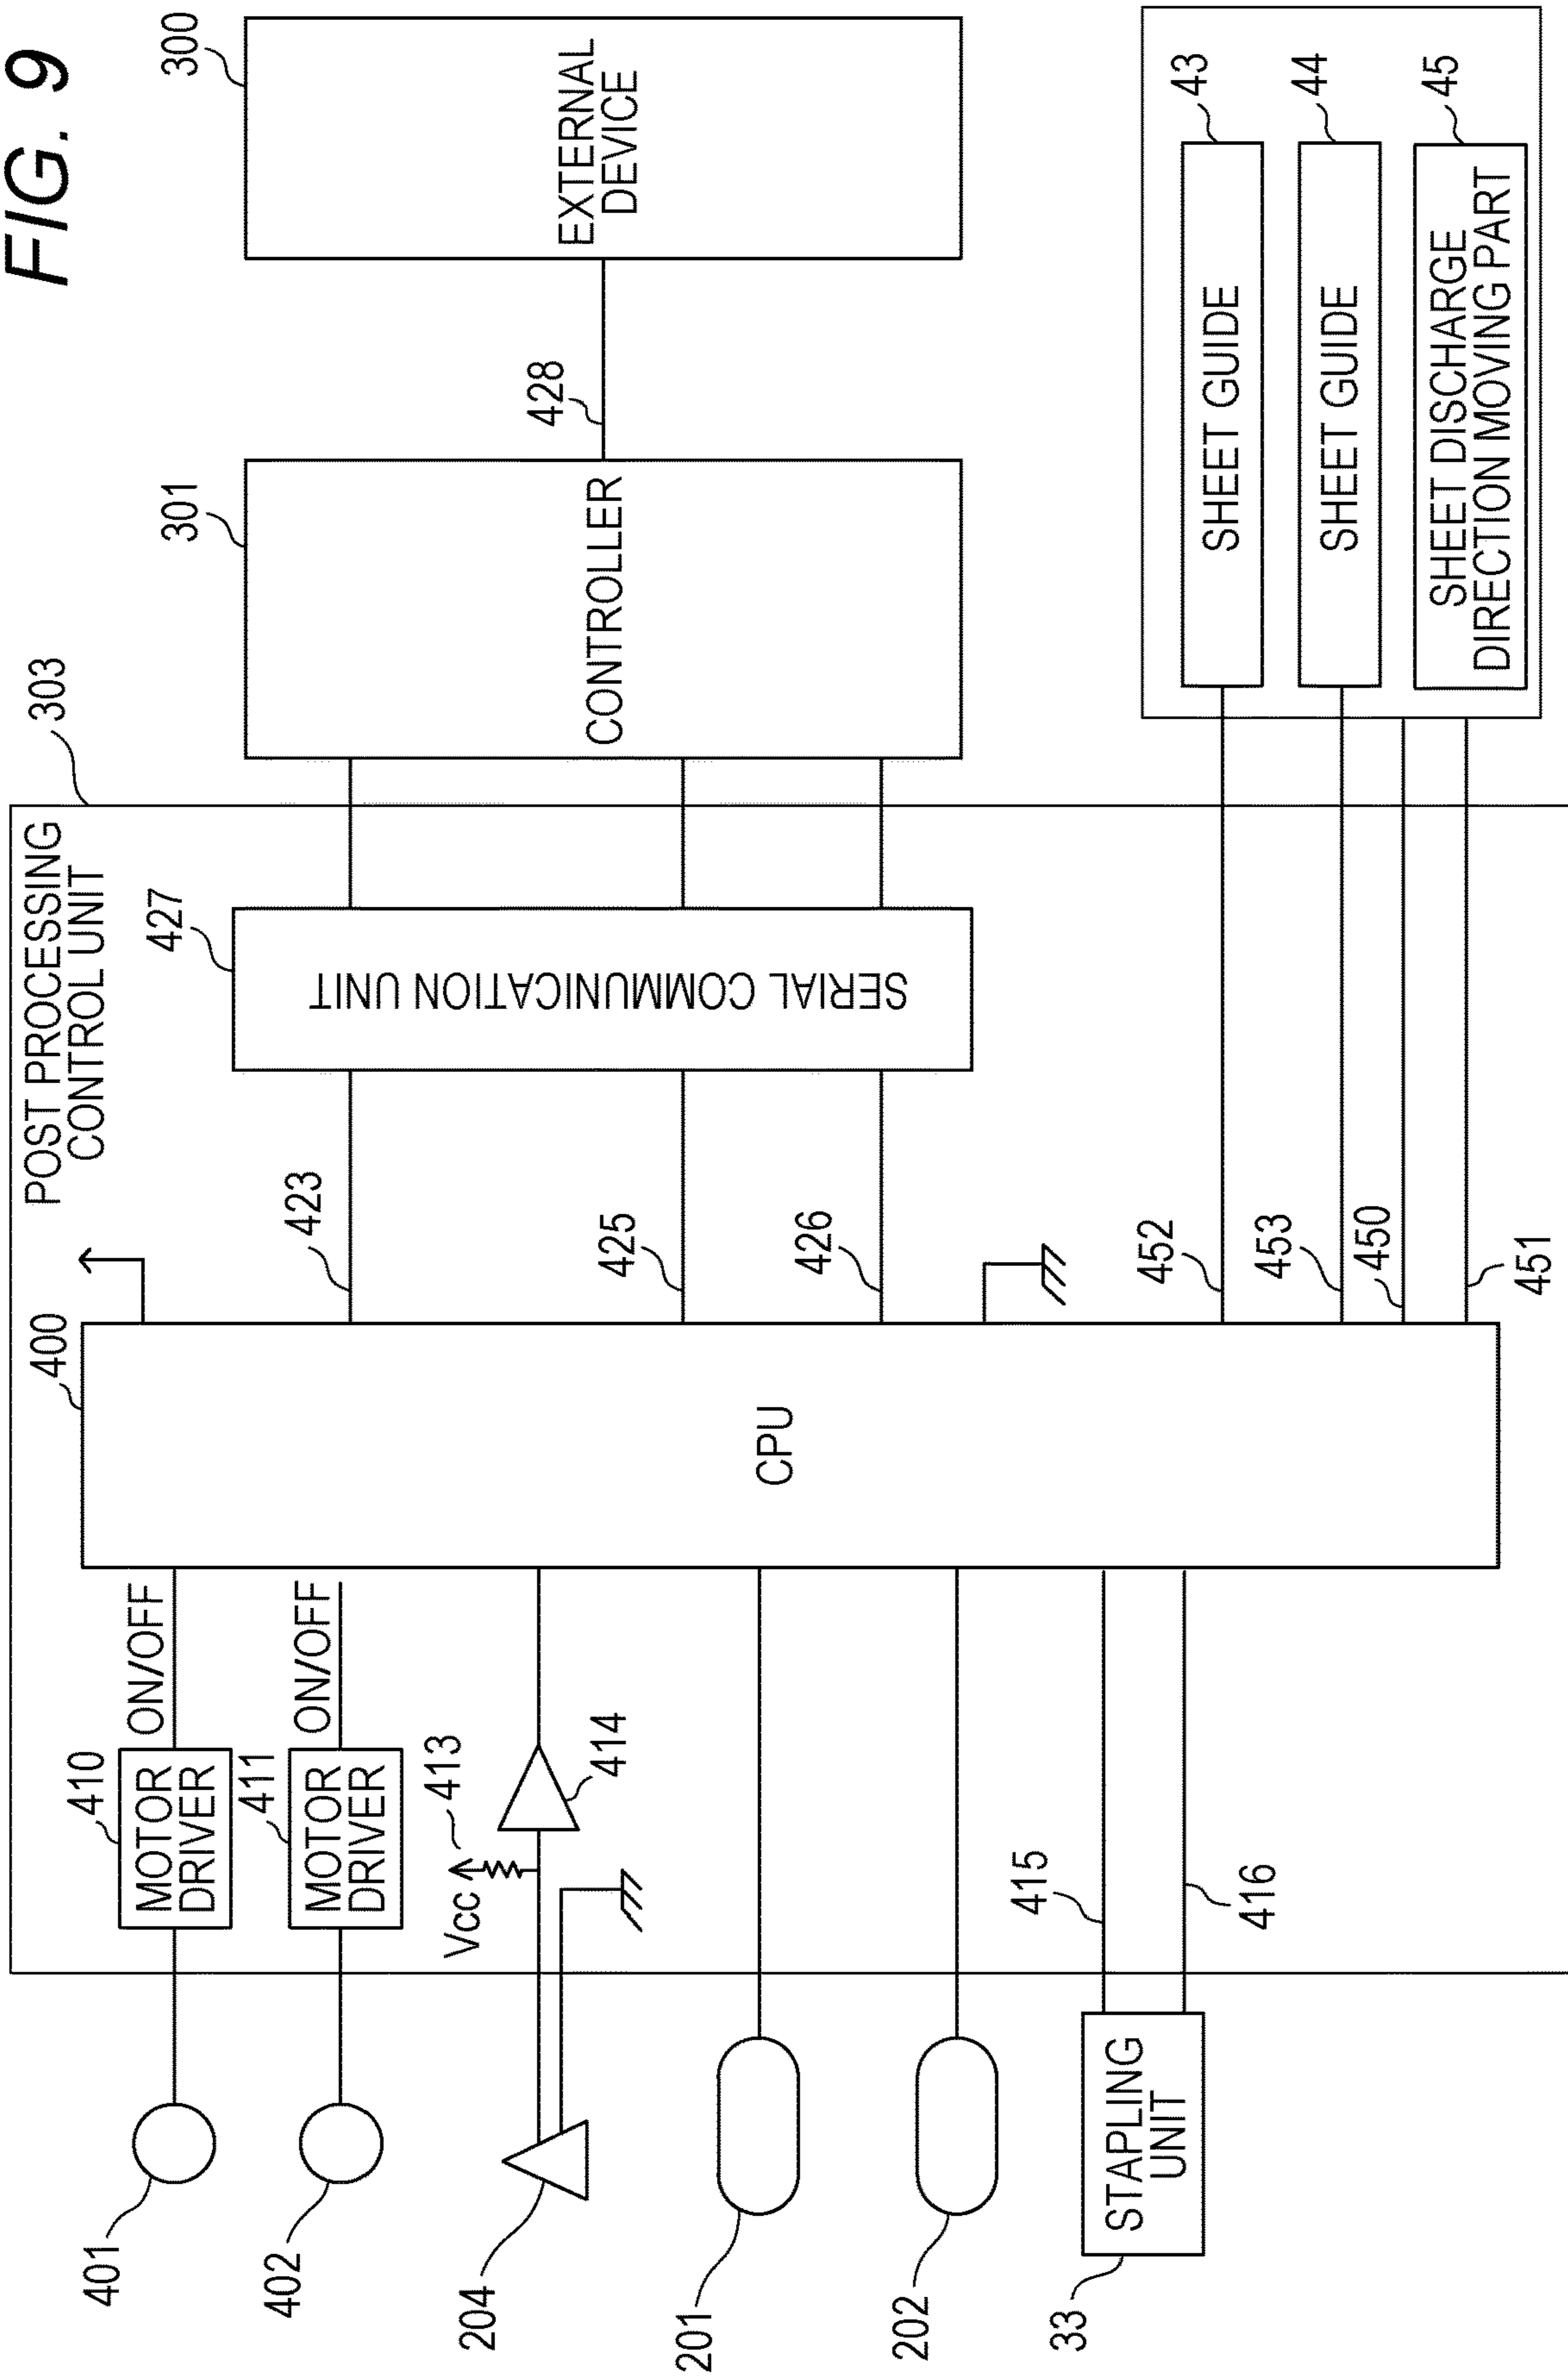 FIG. 9
POST PROCESSING
CONTROL UNIT
303
401
410
MOTOR
DRIVER
ON/OFF
400
CPU
402
411
MOTOR
DRIVER
ON/OFF
204
Vcc
413
414
201
202
33
STAPLING
UNIT
415
416
423
425
426
427
SERIAL COMMUNICATION UNIT
301
CONTROLLER
428
300
EXTERNAL
DEVICE
452
453
450
451
43
SHEET GUIDE
44
SHEET GUIDE
45
SHEET DISCHARGE
DIRECTION MOVING PART